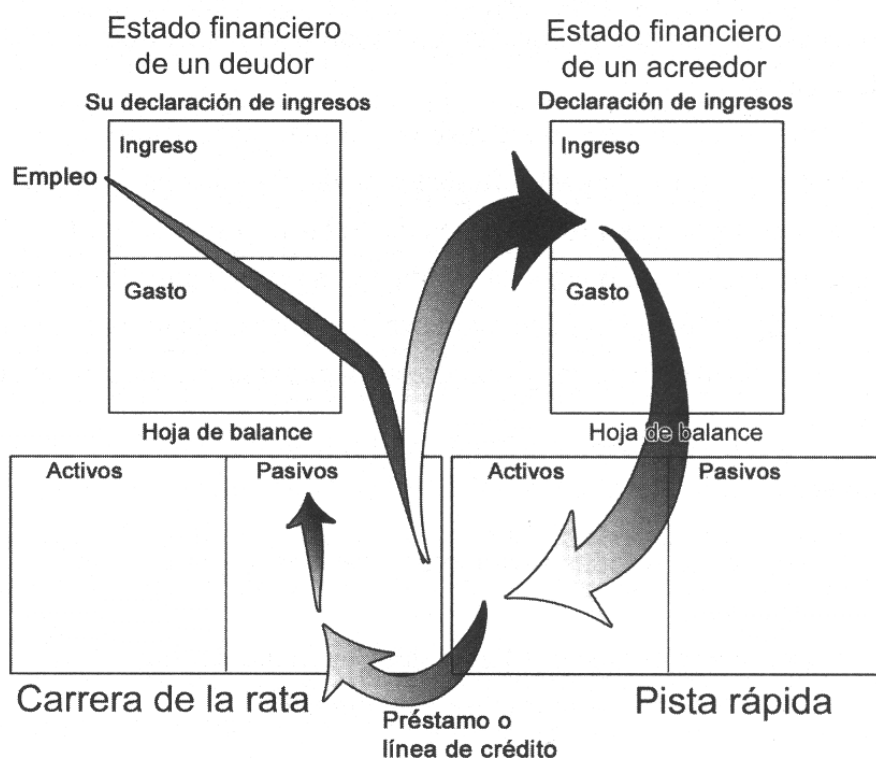 Estado financiero
de un deudor
Su declaración de ingresos
Ingreso
Empleo
Gasto
Hoja de balance
Activos
Pasivos
Carrera de la rata
Estado financiero
de un acreedor
Declaración de ingresos
Ingreso
Gasto
Hoja de balance
Activos
Pasivos
Pista rápida
Préstamo o
línea de crédito